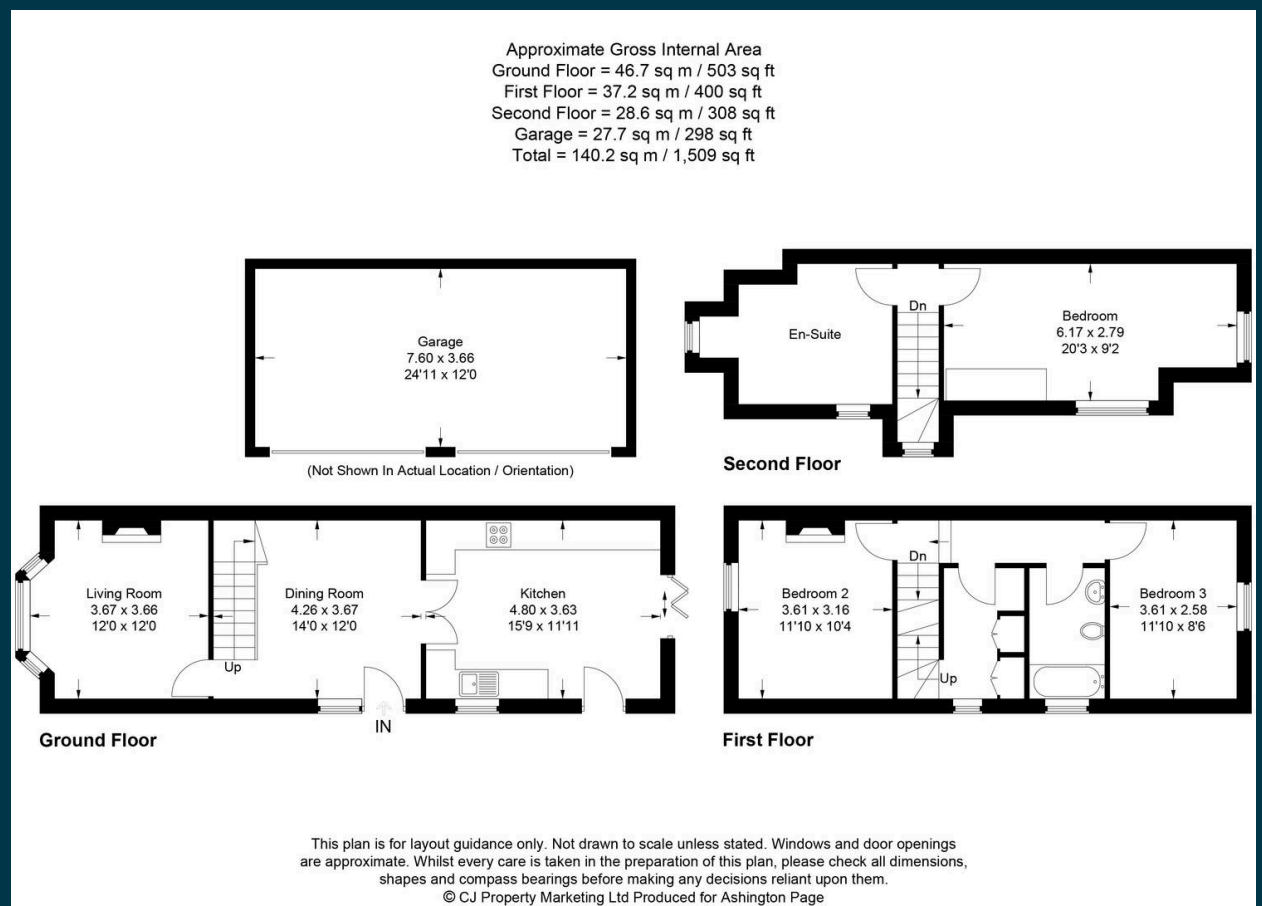 Approximate Gross Internal Area
Ground Floor = 46.7 sq m / 503 sq ft
First Floor = 37.2 sq m / 400 sq ft
Second Floor = 28.6 sq m / 308 sq ft
Garage = 27.7 sq m / 298 sq ft
Total = 140.2 sq m / 1,509 sq ft
Garage
7.60 x 3.66
24'11 x 12'0
(Not Shown In Actual Location / Orientation)
En-Suite
Dn
Bedroom
6.17 x 2.79
20'3 x 9'2
Second Floor
Living Room
3.67 x 3.66
12'0 x 12'0
Up
Dining Room
4.26 x 3.67
14'0 x 12'0
IN
Kitchen
4.80 x 3.63
15'9 x 11'11
Ground Floor
Bedroom 2
3.61 x 3.16
11'10 x 10'4
Dn
Up
Bedroom 3
3.61 x 2.58
11'10 x 8'6
First Floor
This plan is for layout guidance only. Not drawn to scale unless stated. Windows and door openings
are approximate. Whilst every care is taken in the preparation of this plan, please check all dimensions,
shapes and compass bearings before making any decisions reliant upon them.
© CJ Property Marketing Ltd Produced for Ashington Page